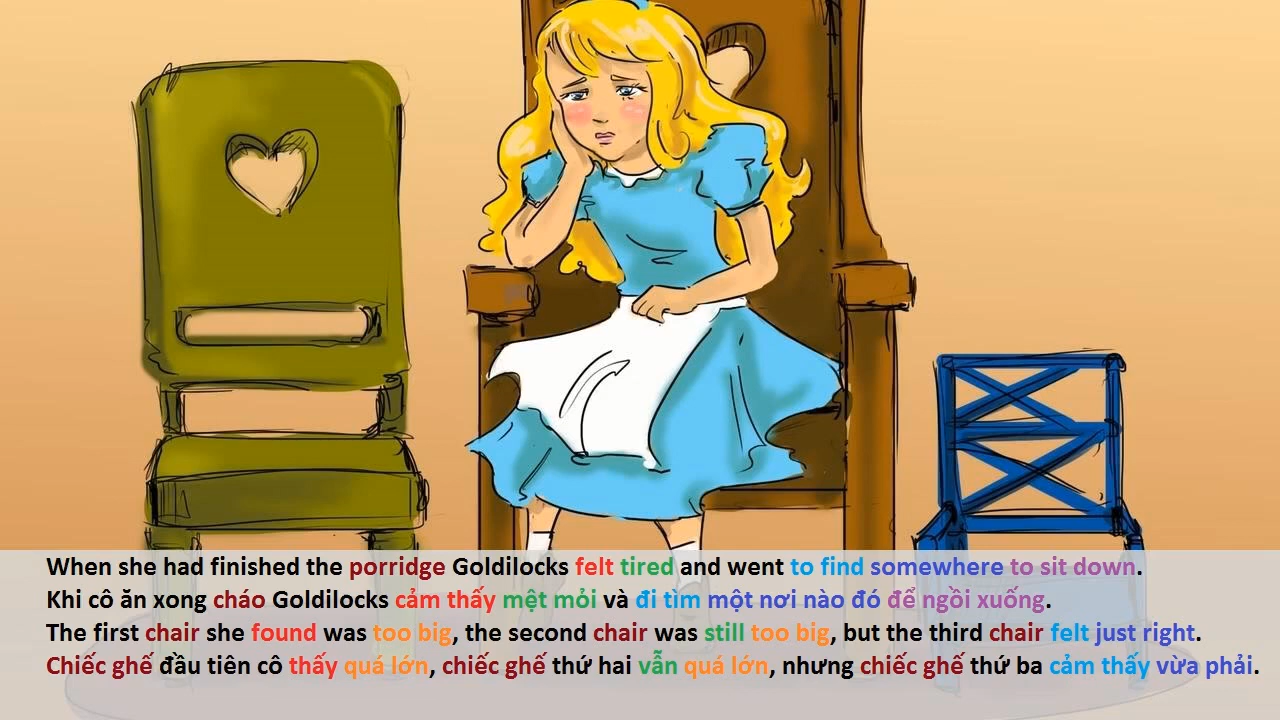 When she had finished the porridge Goldilocks felt tired and went to find somewhere to sit down.
Khi cô ăn xong cháo Goldilocks cảm thấy mệt mỏi và đi tìm một nơi nào đó để ngồi xuống.
The first chair she found was too big, the second chair was still too big, but the third chair felt just right.
Chiếc ghế đầu tiên cô thấy quá lớn, chiếc ghế thứ hai vẫn quá lớn, nhưng chiếc ghế thứ ba cảm thấy vừa phải.